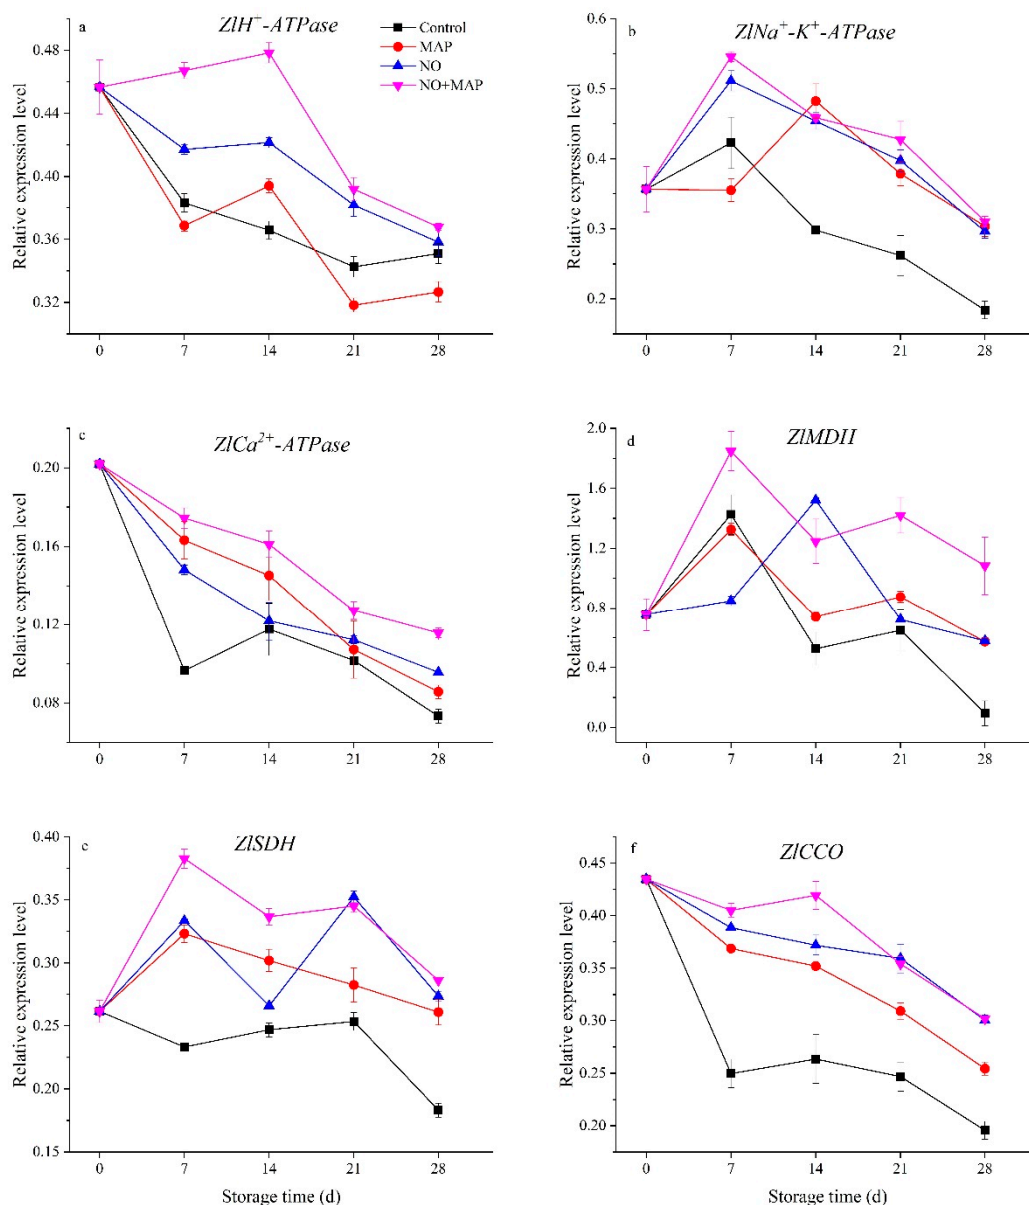 a
ZlH⁺-ATPase
Control
MAP
NO
NO+MAP
Relative expression level
0.48
0.44
0.40
0.36
0.32
0 7 14 21 28
b
ZlNa⁺-K⁺-ATPase
Relative expression level
0.6
0.5
0.4
0.3
0.2
0 7 14 21 28
c
ZlCa²⁺-ATPase
Relative expression level
0.20
0.16
0.12
0.08
0 7 14 21 28
d
ZlMDH
Relative expression level
2.0
1.6
1.2
0.8
0.4
0.0
0 7 14 21 28
e
ZlSDH
Relative expression level
0.40
0.35
0.30
0.25
0.20
0.15
0 7 14 21 28
Storage time (d)
f
ZlCCO
Relative expression level
0.45
0.40
0.35
0.30
0.25
0.20
0 7 14 21 28
Storage time (d)